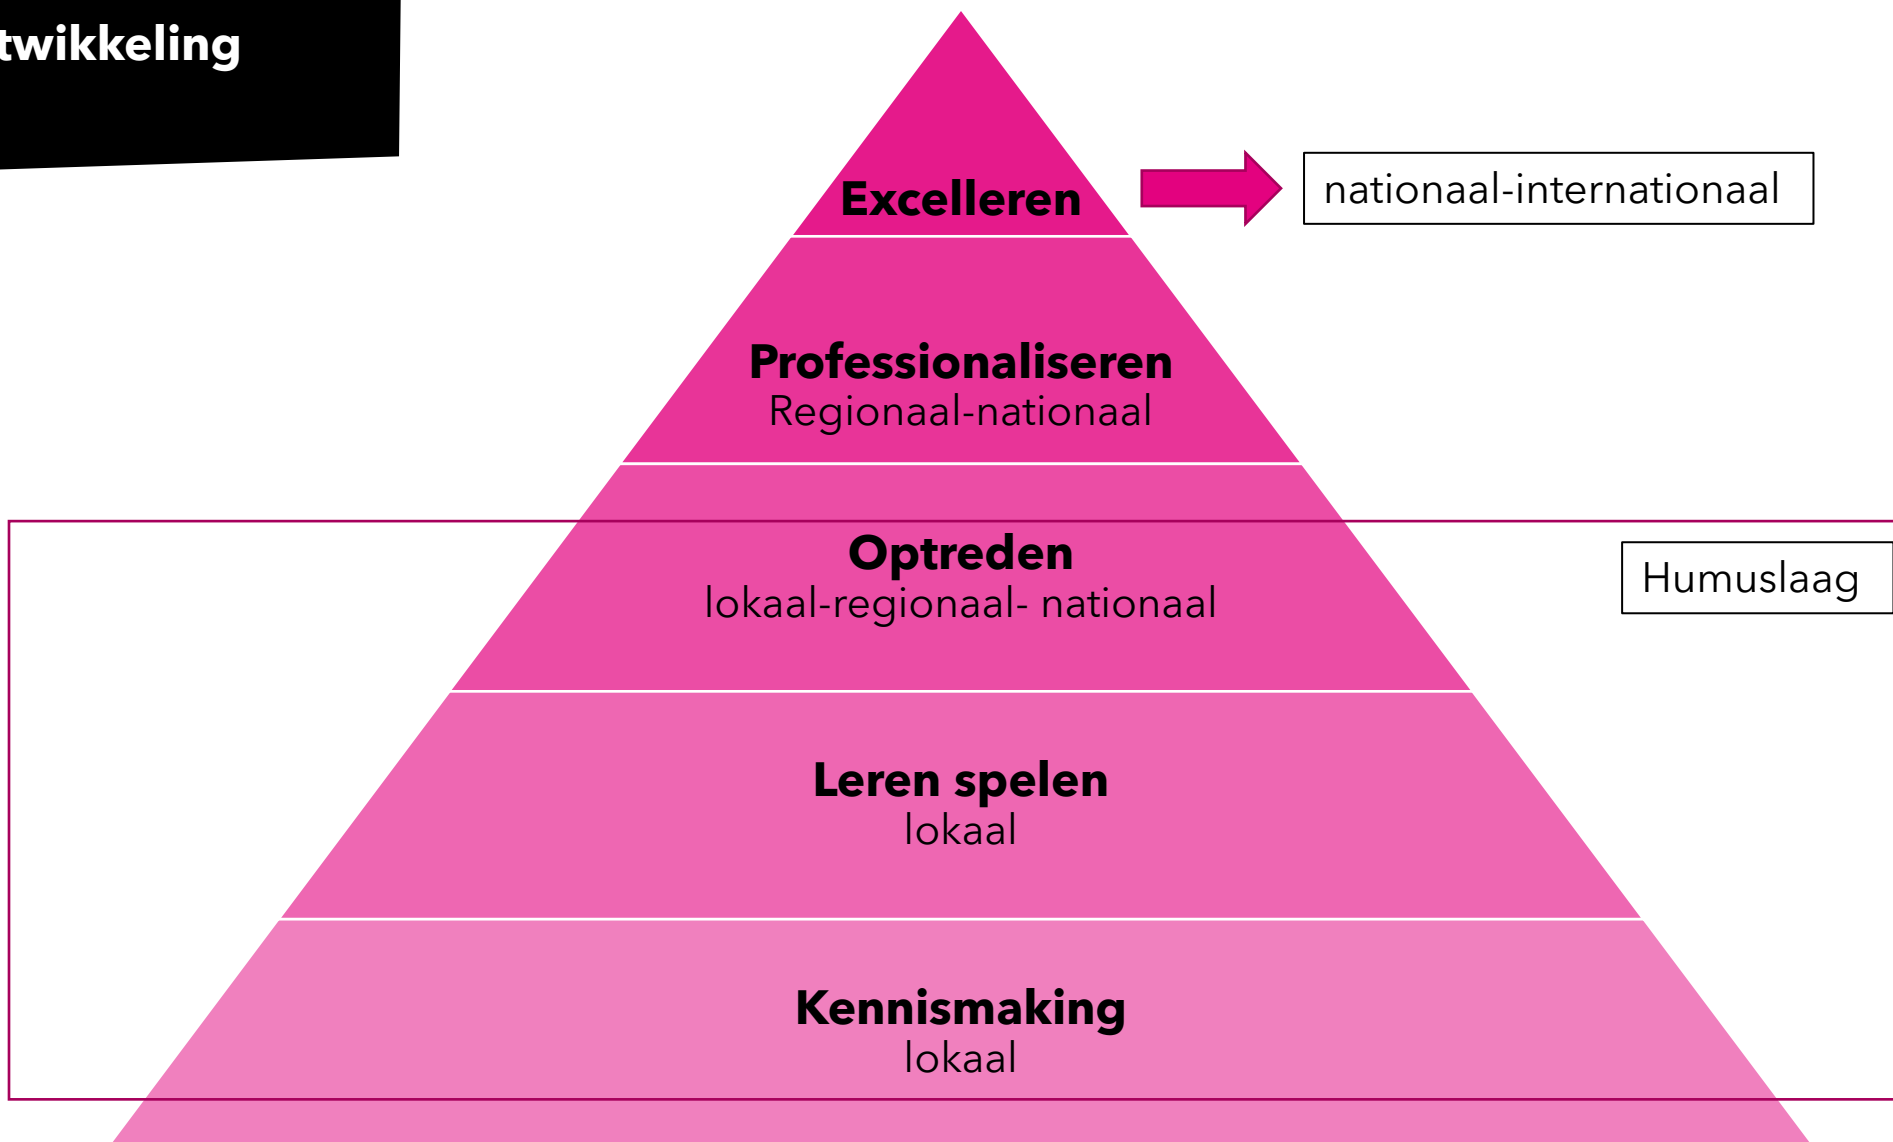 twikkeling
Excelleren
nationaal-internationaal
Professionaliseren
Regionaal-nationaal
Optreden
lokaal-regionaal- nationaal
Humuslaag
Leren spelen
lokaal
Kennismaking
lokaal